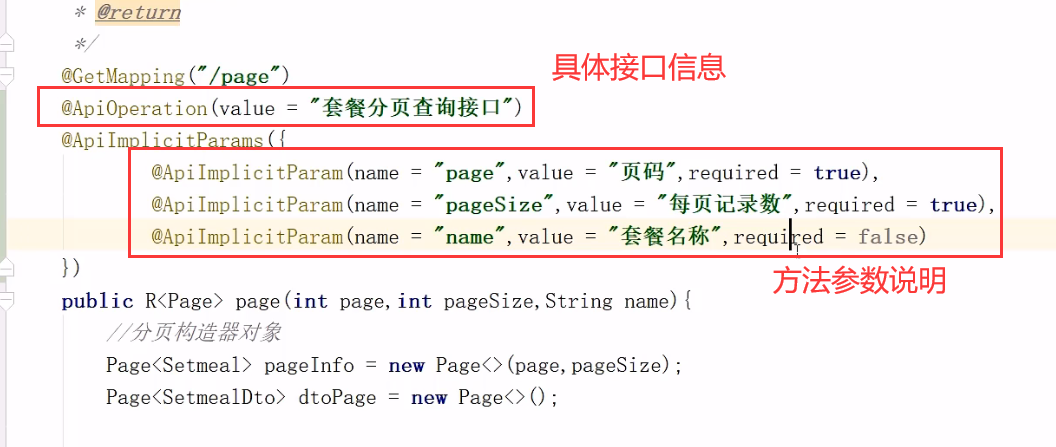 * @return
*/
@GetMapping("/page")
具体接口信息
@ApiOperation(value = "套餐分页查询接口")
@ApiImplicitParams({
@ApiImplicitParam(name = "page",value = "页码",required = true),
@ApiImplicitParam(name = "pageSize",value = "每页记录数",required = true),
@ApiImplicitParam(name = "name",value = "套餐名称",required = false)
})
方法参数说明
public R<Page> page(int page,int pageSize,String name){
//分页构造器对象
Page<Setmeal> pageInfo = new Page<>(page,pageSize);
Page<SetmealDto> dtoPage = new Page<>();